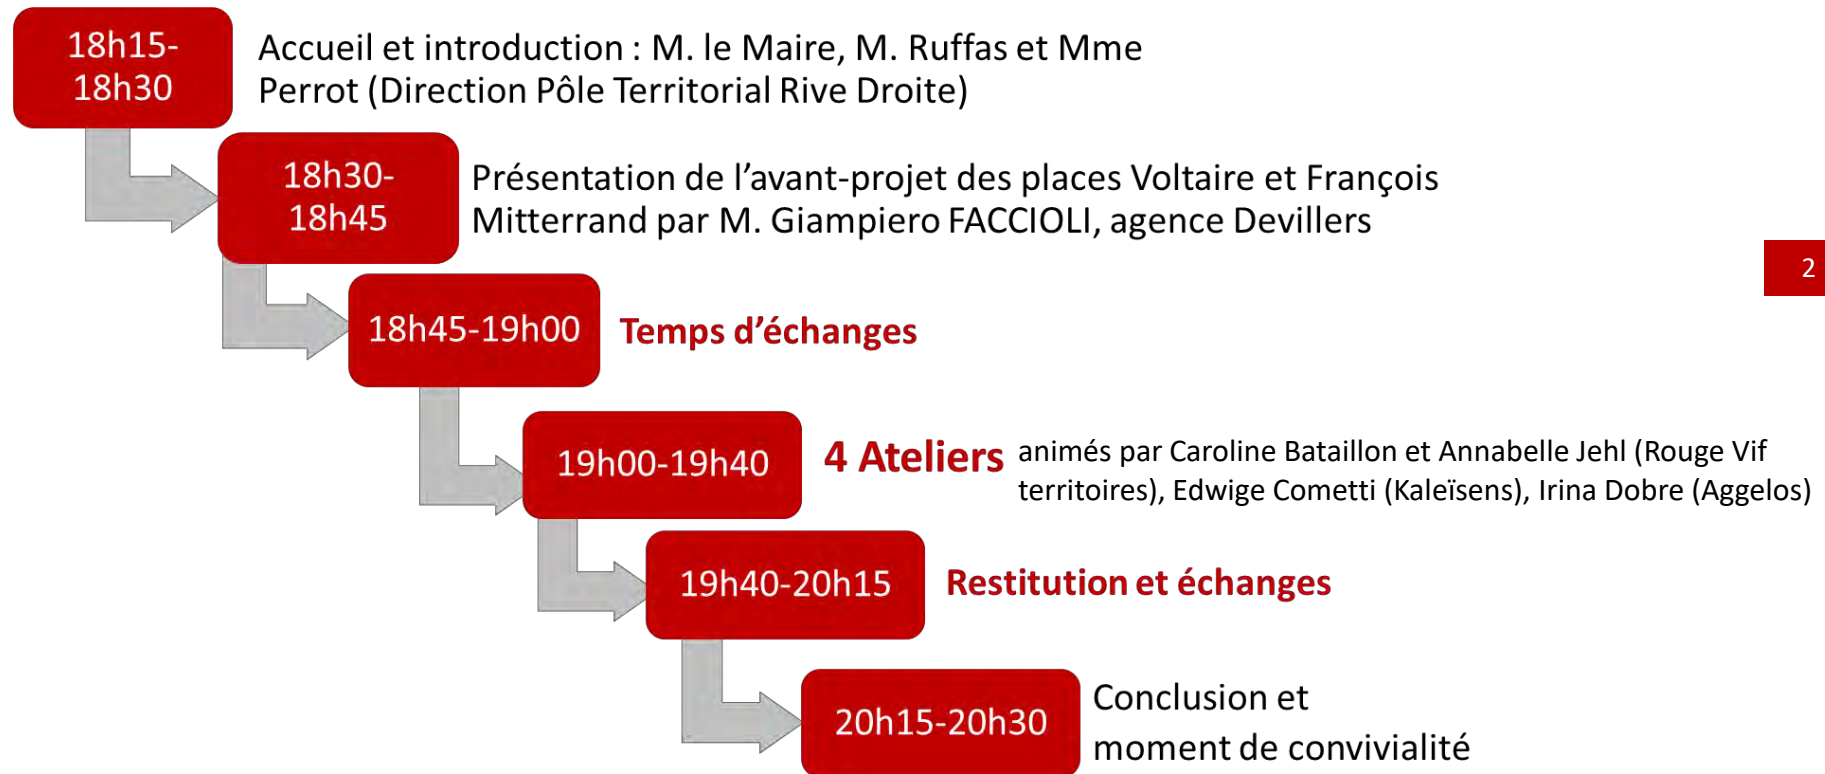 18h15-
18h30
Accueil et introduction : M. le Maire, M. Ruffas et Mme
Perrot (Direction Pôle Territorial Rive Droite)
18h30-
18h45
Présentation de l’avant-projet des places Voltaire et François
Mitterrand par M. Giampiero FACCIOLI, agence Devillers
2
18h45-19h00
Temps d’échanges
19h00-19h40
4 Ateliers animés par Caroline Bataillon et Annabelle Jehl (Rouge Vif
territoires), Edwige Cometti (Kaleïsens), Irina Dobre (Aggelos)
19h40-20h15
Restitution et échanges
20h15-20h30
Conclusion et
moment de convivialité